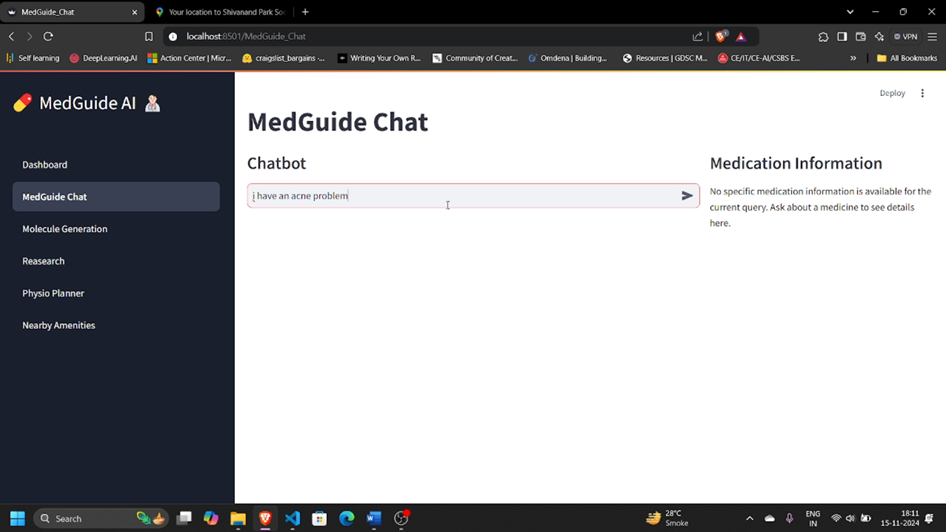 MedGuide_Chat
Your location to Shivanand Park Soc
localhost:8501/MedGuide_Chat
VPN
Self learning
DeepLearning.AI
Action Center | Micr...
craigslist_bargains -...
Writing Your Own R...
Community of Creat...
Omdena | Building...
Resources | GDSC M...
CE/IT/CE-AI/CSBS E...
»
All Bookmarks
MedGuide AI
Dashboard
MedGuide Chat
Molecule Generation
Reasearch
Physio Planner
Nearby Amenities
Deploy
MedGuide Chat
Chatbot
i have an acne problem
Medication Information
No specific medication information is available for the
current query. Ask about a medicine to see details
here.
Search
28°C
Smoke
ENG
IN
18:11
15-11-2024